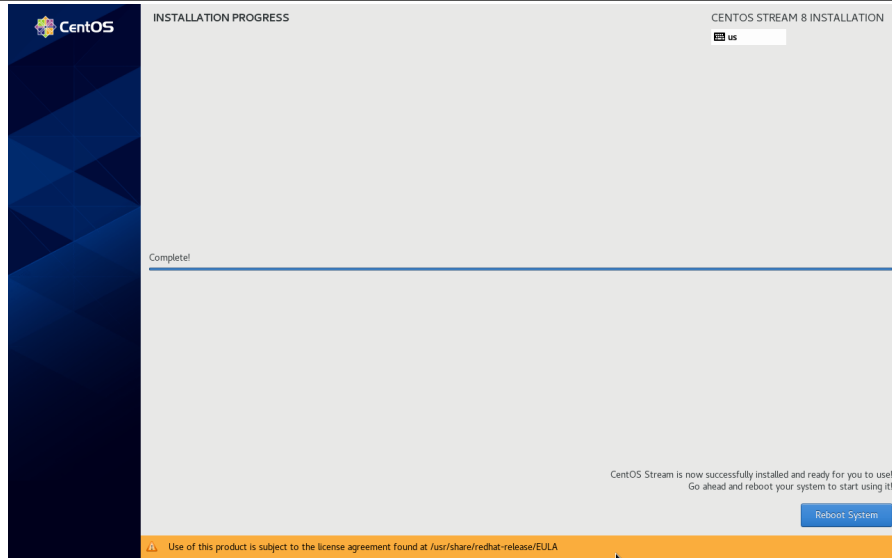 CentOS
INSTALLATION PROGRESS
CENTOS STREAM 8 INSTALLATION
us
Complete!
CentOS Stream is now successfully installed and ready for you to use!
Go ahead and reboot your system to start using it!
Reboot System
Use of this product is subject to the license agreement found at /usr/share/redhat-release/EULA